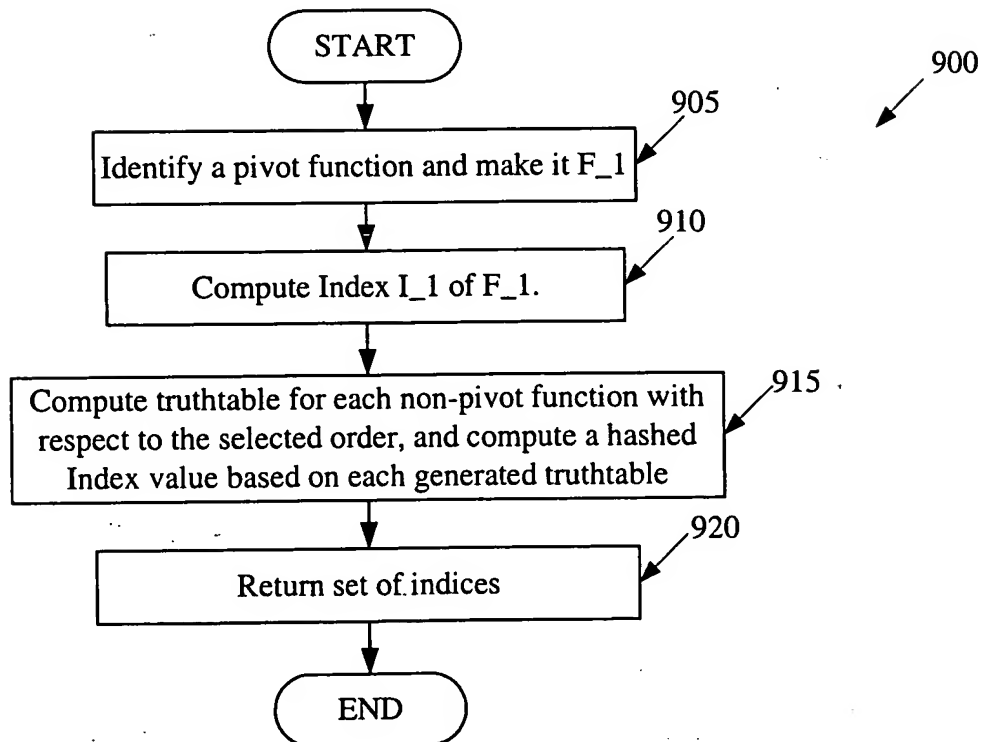 START
900
905
Identify a pivot function and make it F_1
910
Compute Index I_1 of F_1.
915
Compute truthtable for each non-pivot function with
respect to the selected order, and compute a hashed
Index value based on each generated truthtable
920
Return set of indices
END